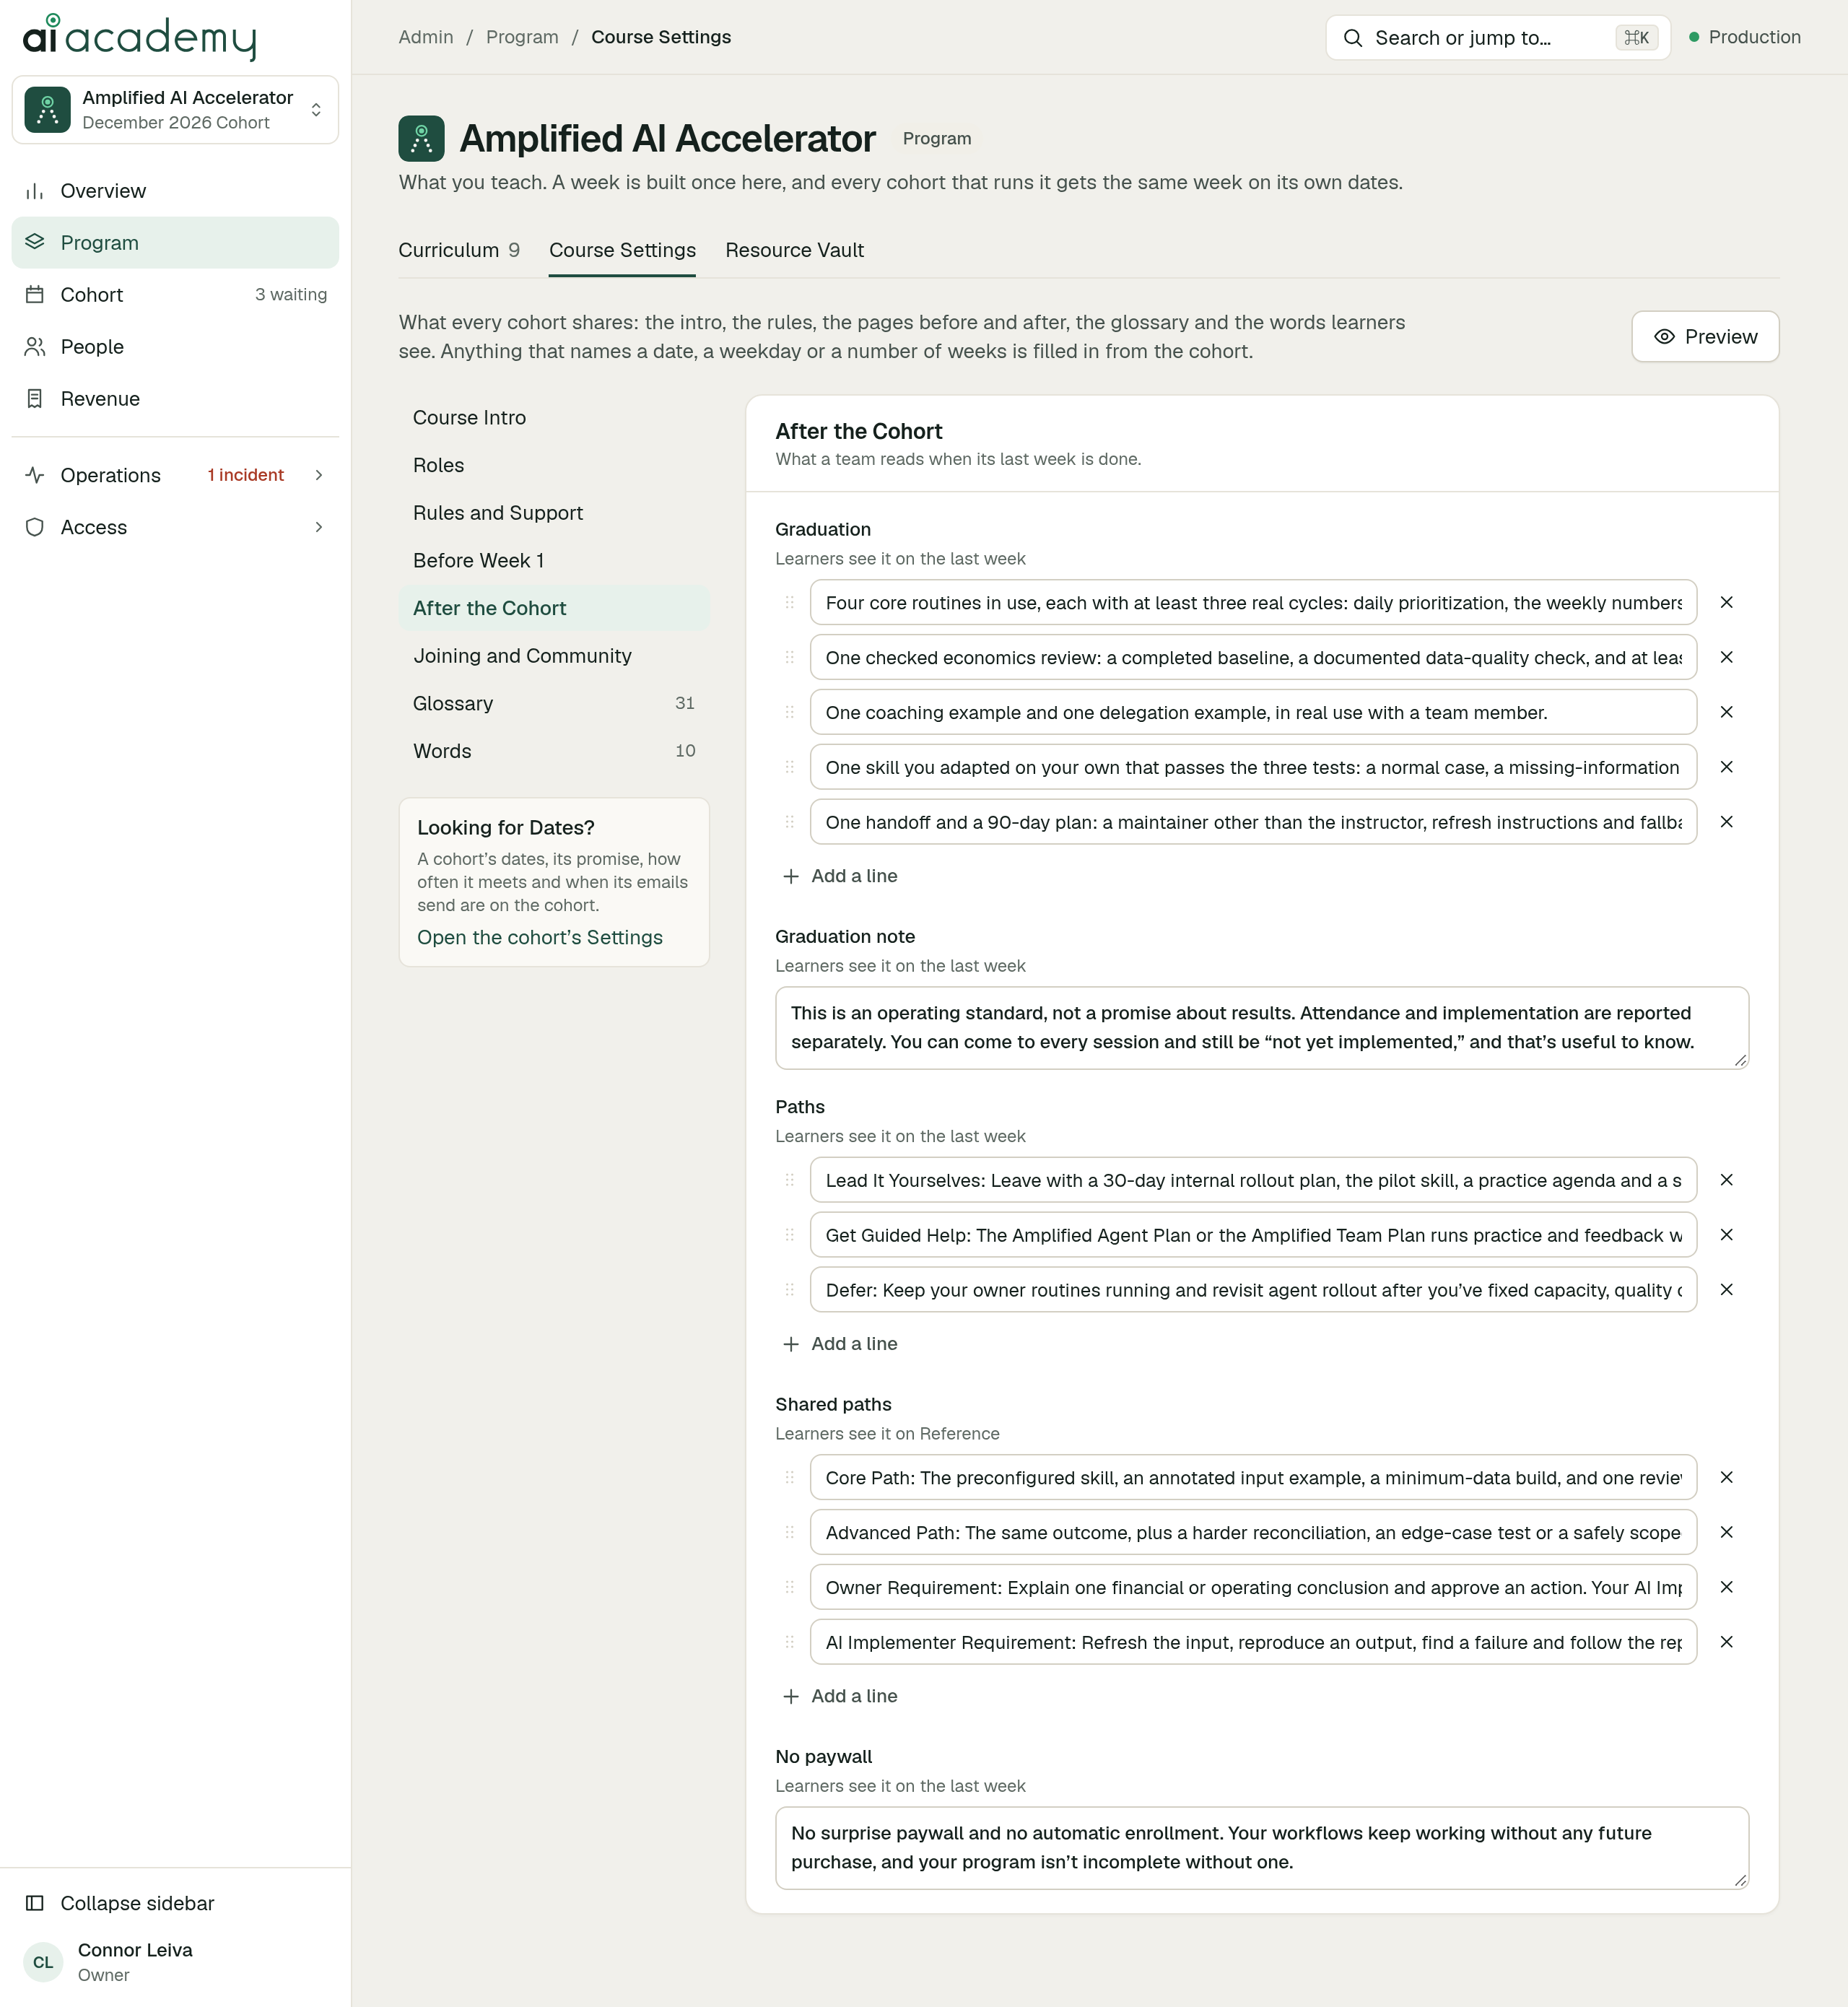 ai academy
Amplified AI Accelerator
December 2026 Cohort
Overview
Program
Cohort 3 waiting
People
Revenue
Operations 1 incident
Access
Collapse sidebar
CL
Connor Leiva
Owner
Admin / Program / Course Settings
Search or jump to... ⌘K
Production
Amplified AI Accelerator Program
What you teach. A week is built once here, and every cohort that runs it gets the same week on its own dates.
Curriculum 9 Course Settings Resource Vault
What every cohort shares: the intro, the rules, the pages before and after, the glossary and the words learners
see. Anything that names a date, a weekday or a number of weeks is filled in from the cohort.
Preview
Course Intro
Roles
Rules and Support
Before Week 1
After the Cohort
Joining and Community
Glossary 31
Words 10
Looking for Dates?
A cohort’s dates, its promise, how
often it meets and when its emails
send are on the cohort.
Open the cohort’s Settings
After the Cohort
What a team reads when its last week is done.
Graduation
Learners see it on the last week
Four core routines in use, each with at least three real cycles: daily prioritization, the weekly numbers
One checked economics review: a completed baseline, a documented data-quality check, and at
One coaching example and one delegation example, in real use with a team member.
One skill you adapted on your own that passes the three tests: a normal case, a missing-information
One handoff and a 90-day plan: a maintainer other than the instructor, refresh instructions and
Add a line
Graduation note
Learners see it on the last week
This is an operating standard, not a promise about results. Attendance and implementation are reported
separately. You can come to every session and still be “not yet implemented,” and that’s useful to know.
Paths
Learners see it on the last week
Lead It Yourselves: Leave with a 30-day internal rollout plan, the pilot skill, a practice agenda and a
Get Guided Help: The Amplified Agent Plan or the Amplified Team Plan runs practice and feedback
Defer: Keep your owner routines running and revisit agent rollout after you’ve fixed capacity, quality
Add a line
Shared paths
Learners see it on Reference
Core Path: The preconfigured skill, an annotated input example, a minimum-data build, and one
Advanced Path: The same outcome, plus a harder reconciliation, an edge-case test or a safely
Owner Requirement: Explain one financial or operating conclusion and approve an action. Your AI
AI Implementer Requirement: Refresh the input, reproduce an output, find a failure and follow the
Add a line
No paywall
Learners see it on the last week
No surprise paywall and no automatic enrollment. Your workflows keep working without any future
purchase, and your program isn’t incomplete without one.